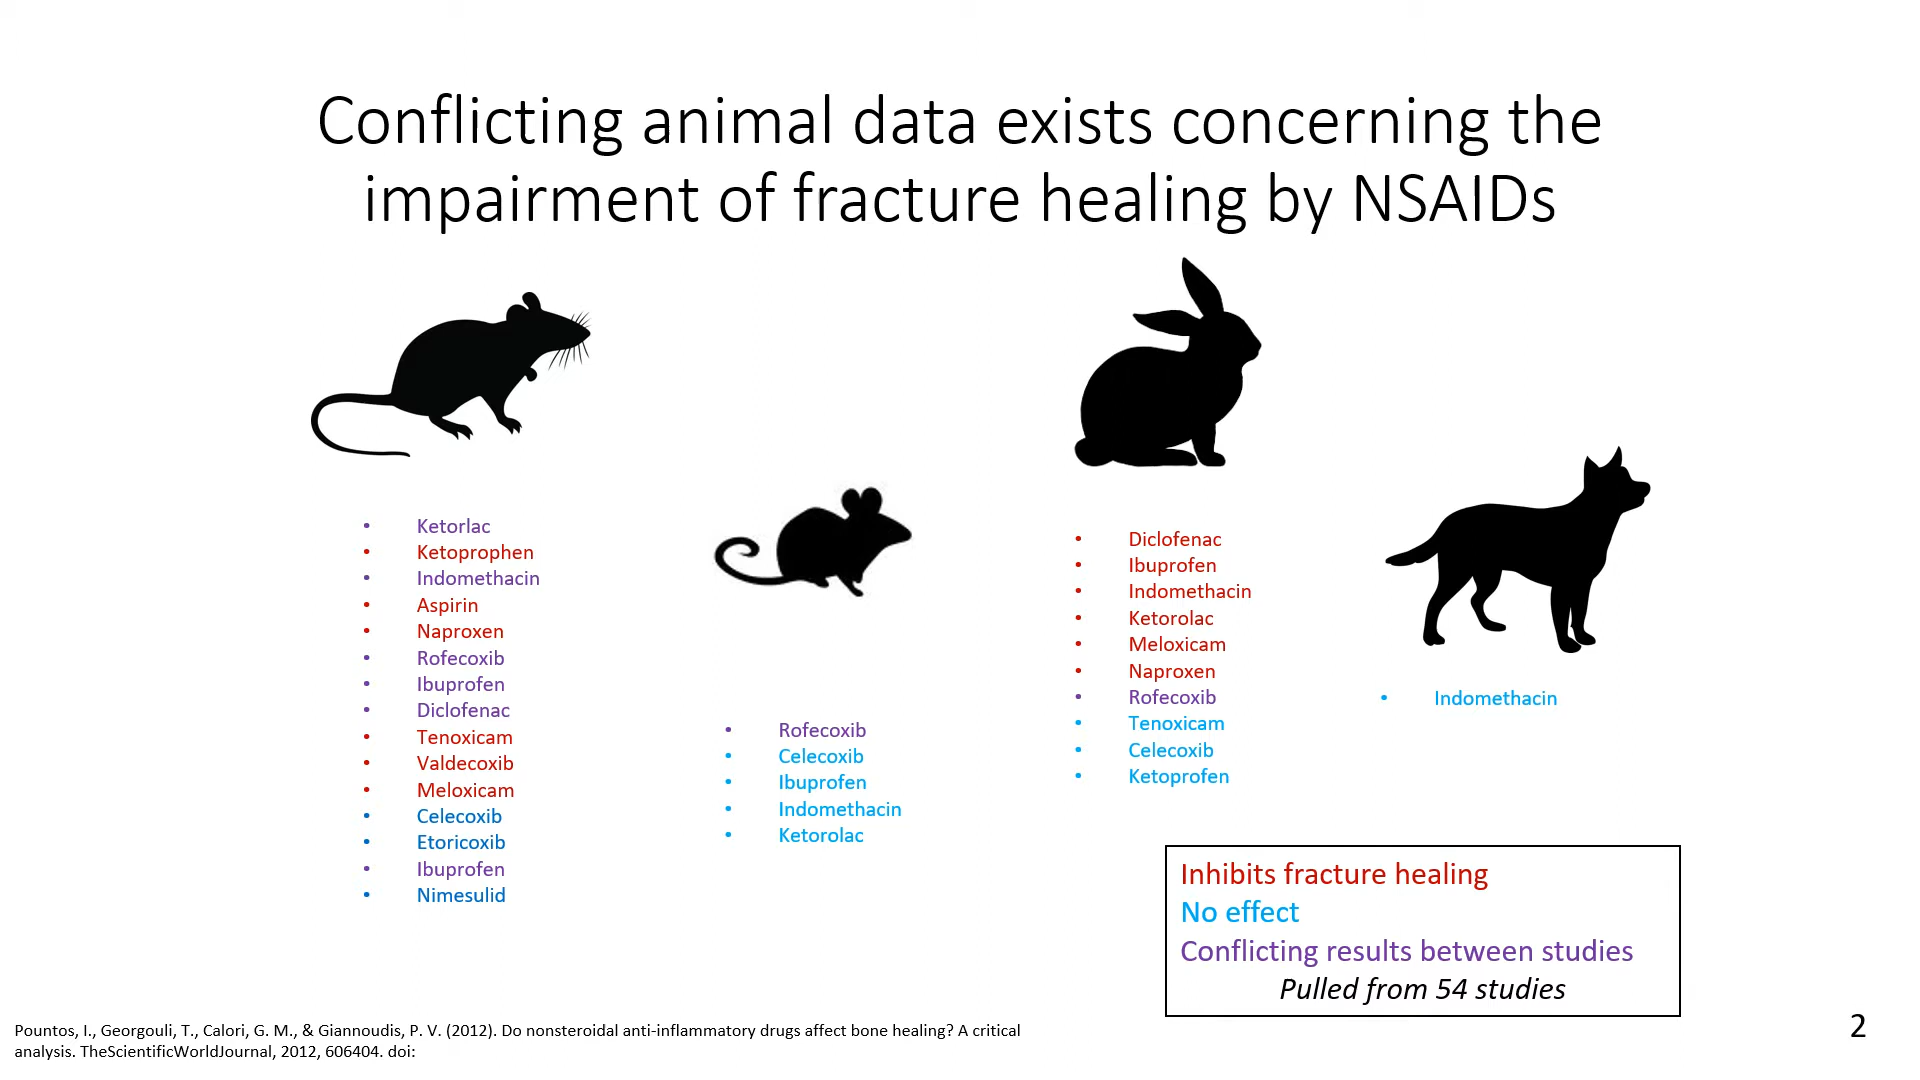 Conflicting animal data exists concerning the
impairment of fracture healing by NSAIDs
• Ketorlac
• Ketoprophen
• Indomethacin
• Aspirin
• Naproxen
• Rofecoxib
• Ibuprofen
• Diclofenac
• Tenoxicam
• Valdecoxib
• Meloxicam
• Celecoxib
• Etoricoxib
• Ibuprofen
• Nimesulid
• Rofecoxib
• Celecoxib
• Ibuprofen
• Indomethacin
• Ketorolac
• Diclofenac
• Ibuprofen
• Indomethacin
• Ketorolac
• Meloxicam
• Naproxen
• Rofecoxib
• Tenoxicam
• Celecoxib
• Ketoprofen
• Indomethacin
Inhibits fracture healing
No effect
Conflicting results between studies
Pulled from 54 studies
Pountos, I., Georgouli, T., Calori, G. M., & Giannoudis, P. V. (2012). Do nonsteroidal anti-inflammatory drugs affect bone healing? A critical
analysis. TheScientificWorldJournal, 2012, 606404. doi:
2